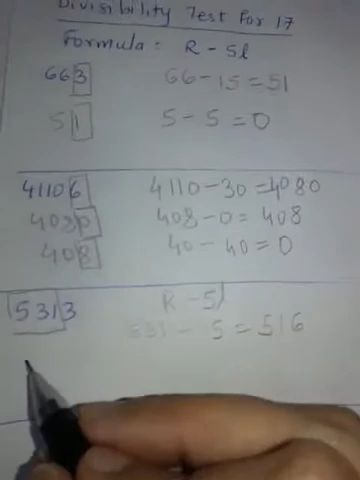 Divisibility Test For 17
Formula: R - 5l
663 66 - 15 = 51
51 5 - 5 = 0
41106 4110 - 30 = 4080
4080 408 - 0 = 408
408 40 - 40 = 0
R - 5l
5313 531 - 5 = 516